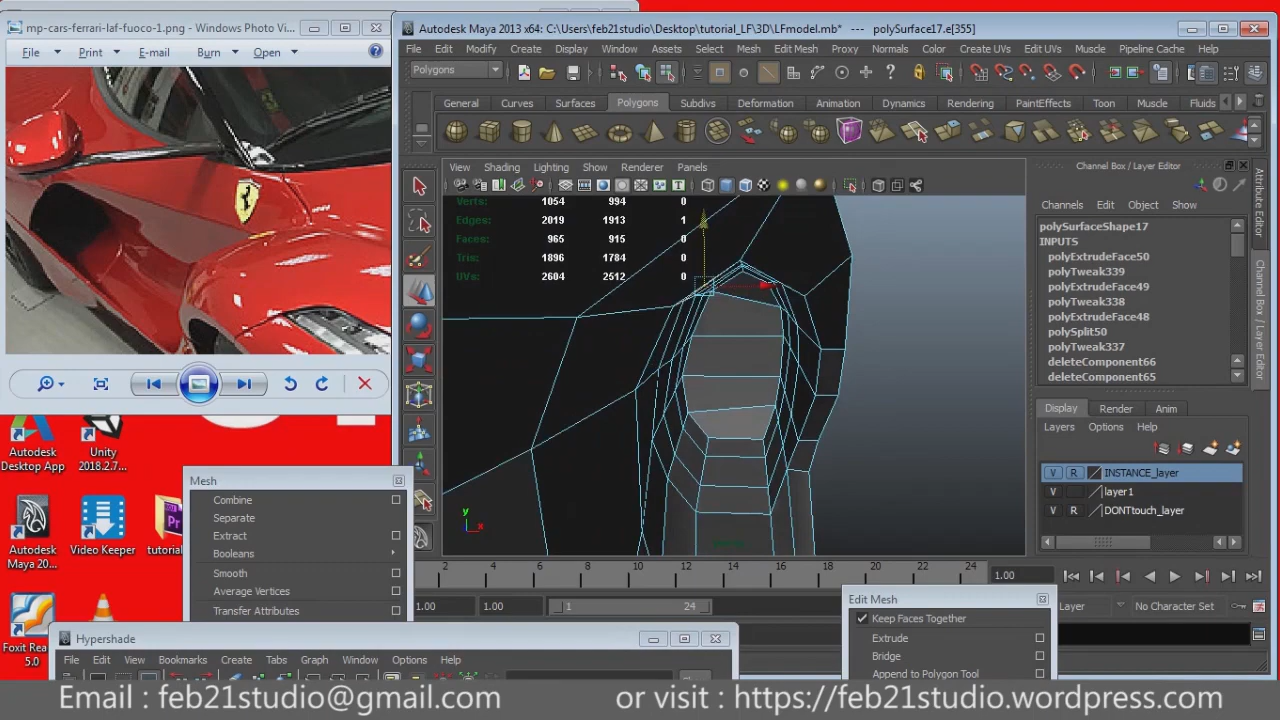 mp-cars-ferrari-laf-fuoco-1.png - Windows Photo Vi...
File Print E-mail Burn Open
Autodesk Maya 2013 x64: C:\Users\feb21studio\Desktop\tutorial_LF\3D\LFmodel.mb* --- polySurface17.e[355]
File Edit Modify Create Display Window Assets Select Mesh Edit Mesh Proxy Normals Color Create UVs Edit UVs Muscle Pipeline Cache Help
Polygons
General Curves Surfaces Polygons Subdivs Deformation Animation Dynamics Rendering PaintEffects Toon Muscle Fluids
View Shading Lighting Show Renderer Panels
Verts: 1054 994 0
Edges: 2019 1913 1
Faces: 965 915 0
Tris: 1896 1784 0
UVs: 2604 2512 0
y
x
Channel Box / Layer Editor
Channels Edit Object Show
polySurfaceShape17
INPUTS
polyExtrudeFace50
polyTweak339
polyExtrudeFace49
polyTweak338
polyExtrudeFace48
polySplit50
polyTweak337
deleteComponent66
deleteComponent65
Display Render Anim
Layers Options Help
V R INSTANCE_layer
V layer1
V R DONTtouch_layer
Attribute Editor
Channel Box / Layer Editor
2 4 6 8 10 12 14 16 18 20 22 24 1.00
1.00 1.00 1 24 Layer No Character Set
Autodesk Desktop App
Unity 2018.2.7...
Autodesk Maya 20...
Video Keeper
tutorial
Foxit Rea... 5.0
Mesh
Combine
Separate
Extract
Booleans
Smooth
Average Vertices
Transfer Attributes
Hypershade
File Edit View Bookmarks Create Tabs Graph Window Options Help
Edit Mesh
Keep Faces Together
Extrude
Bridge
Append to Polygon Tool
Email : feb21studio@gmail.com or visit : https://feb21studio.wordpress.com